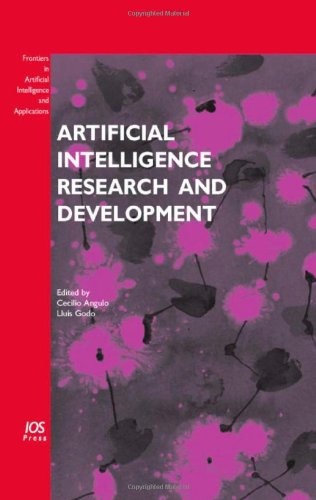 Frontiers
in
Artificial
Intelligence and
Applications
ARTIFICIAL
INTELLIGENCE
RESEARCH AND
DEVELOPMENT
Edited by
Cecilio Angulo
Lluís Godo
IOS
Press